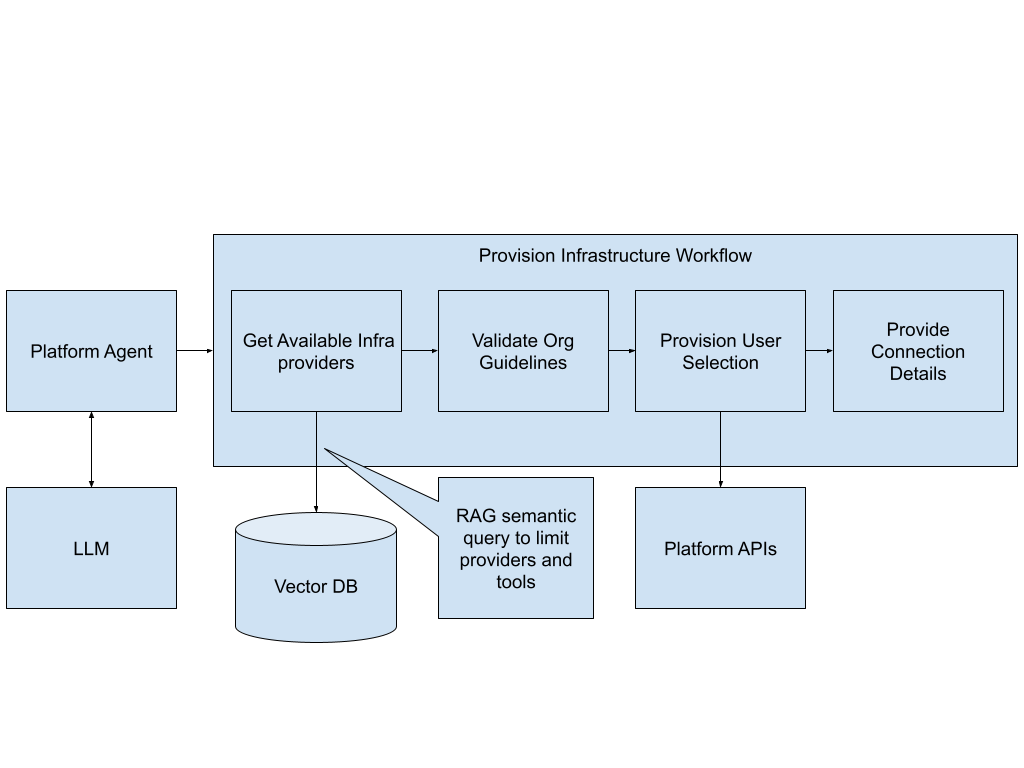 Provision Infrastructure Workflow
Platform Agent
Get Available Infra
providers
Validate Org
Guidelines
Provision User
Selection
Provide
Connection
Details
LLM
Vector DB
RAG semantic
query to limit
providers and
tools
Platform APIs